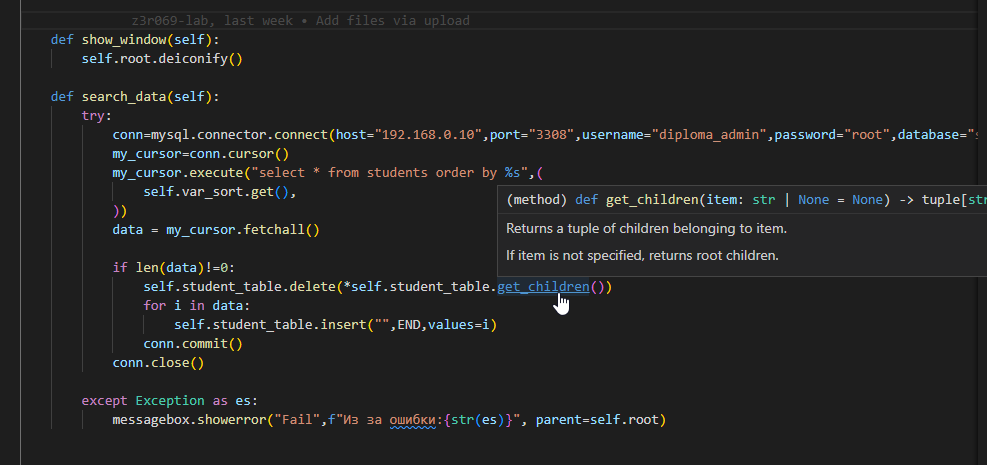 z3r069-lab, last week • Add files via upload
def show_window(self):
self.root.deiconify()
def search_data(self):
try:
conn=mysql.connector.connect(host="192.168.0.10",port="3308",username="diploma_admin",password="root",database="s
my_cursor=conn.cursor()
my_cursor.execute("select * from students order by %s",(
self.var_sort.get(),
))
(method) def get_children(item: str | None = None) -> tuple[str
data = my_cursor.fetchall()
Returns a tuple of children belonging to item.
If item is not specified, returns root children.
if len(data)!=0:
self.student_table.delete(*self.student_table.get_children())
for i in data:
self.student_table.insert("",END,values=i)
conn.commit()
conn.close()
except Exception as es:
messagebox.showerror("Fail",f"Из за ошибки:{str(es)}", parent=self.root)